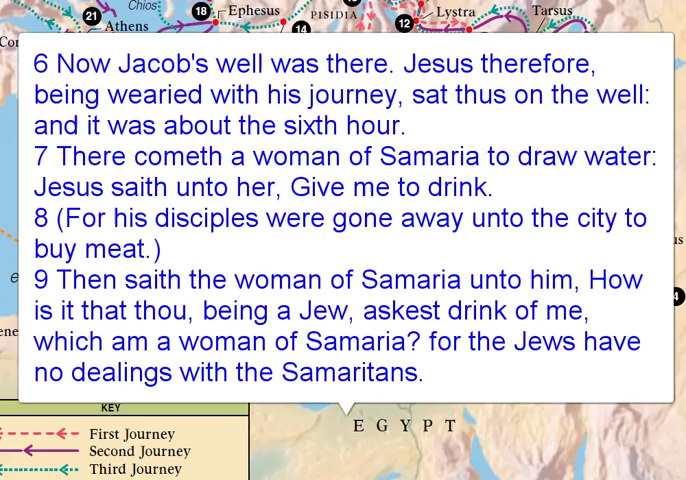 Chios
21
Athens
18
Ephesus
14
PISIDIA
12
Lystra
Tarsus
6 Now Jacob's well was there. Jesus therefore,
being wearied with his journey, sat thus on the well:
and it was about the sixth hour.
7 There cometh a woman of Samaria to draw water:
Jesus saith unto her, Give me to drink.
8 (For his disciples were gone away unto the city to
buy meat.)
9 Then saith the woman of Samaria unto him, How
is it that thou, being a Jew, askest drink of me,
which am a woman of Samaria? for the Jews have
no dealings with the Samaritans.
KEY
EGYPT
First Journey
Second Journey
Third Journey